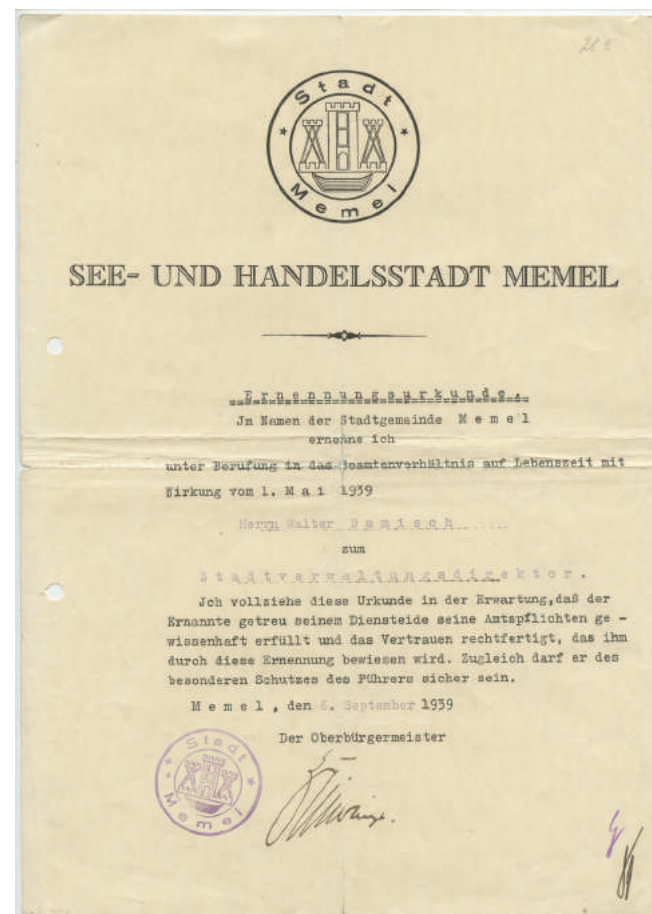 Stadt Memel
SEE- UND HANDELSSTADT MEMEL
Ernennungsurkunde.
Jn Namen der Stadtgemeinde M e m e l
ernenne ich
unter Berufung in das Beamtenverhältnis auf Lebenszeit mit
Wirkung vom 1. M a i 1939
Herrn Walter D a m i s c h
zum
S t a d t v e r w a l t u n g s d i r e k t o r .
Jch vollziehe diese Urkunde in der Erwartung,daß der
Ernannte getreu seinem Diensteide seine Amtspflichten ge -
wissenhaft erfüllt und das Vertrauen rechtfertigt, das ihm
durch diese Ernennung bewiesen wird. Zugleich darf er des
besonderen Schutzes des Führers sicher sein.
M e m e l , den 6. September 1939
Der Oberbürgermeister
Stadt Memel